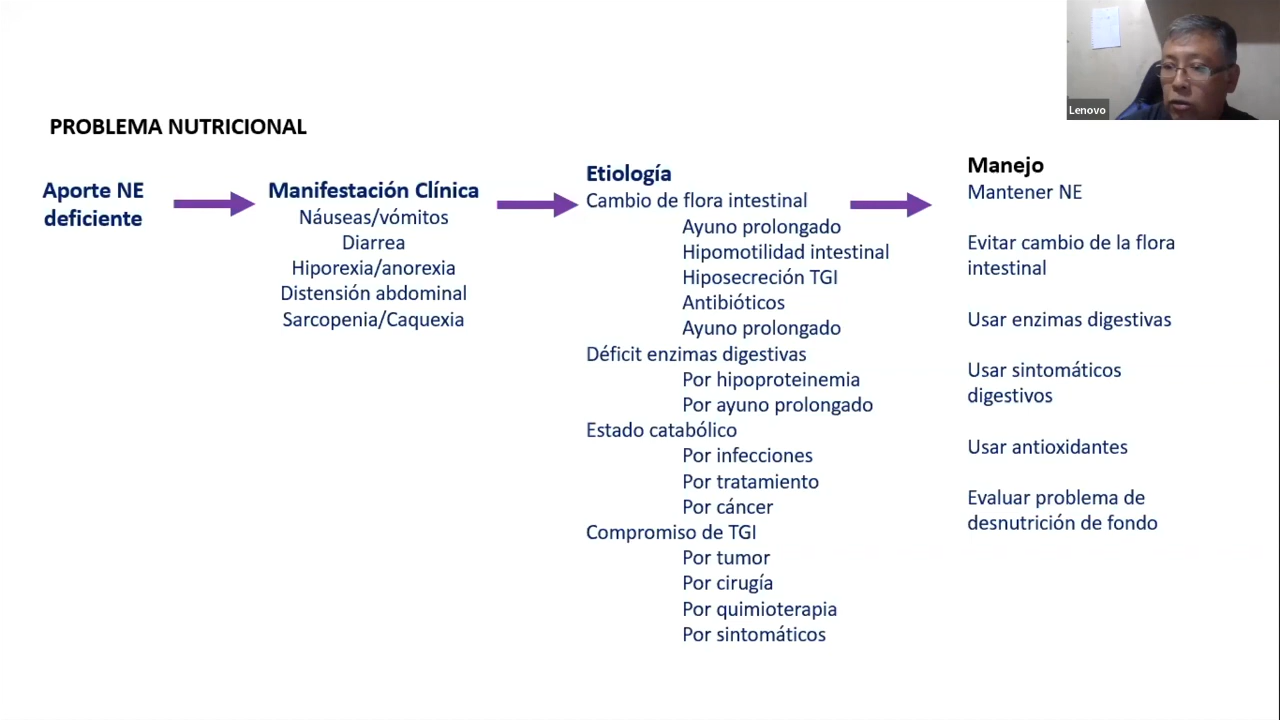 Lenovo
PROBLEMA NUTRICIONAL
Aporte NE
deficiente
Manifestación Clínica
Náuseas/vómitos
Diarrea
Hiporexia/anorexia
Distensión abdominal
Sarcopenia/Caquexia
Etiología
Cambio de flora intestinal
Ayuno prolongado
Hipomotilidad intestinal
Hiposecreción TGI
Antibióticos
Ayuno prolongado
Déficit enzimas digestivas
Por hipoproteinemia
Por ayuno prolongado
Estado catabólico
Por infecciones
Por tratamiento
Por cáncer
Compromiso de TGI
Por tumor
Por cirugía
Por quimioterapia
Por sintomáticos
Manejo
Mantener NE
Evitar cambio de la flora
intestinal
Usar enzimas digestivas
Usar sintomáticos
digestivos
Usar antioxidantes
Evaluar problema de
desnutrición de fondo